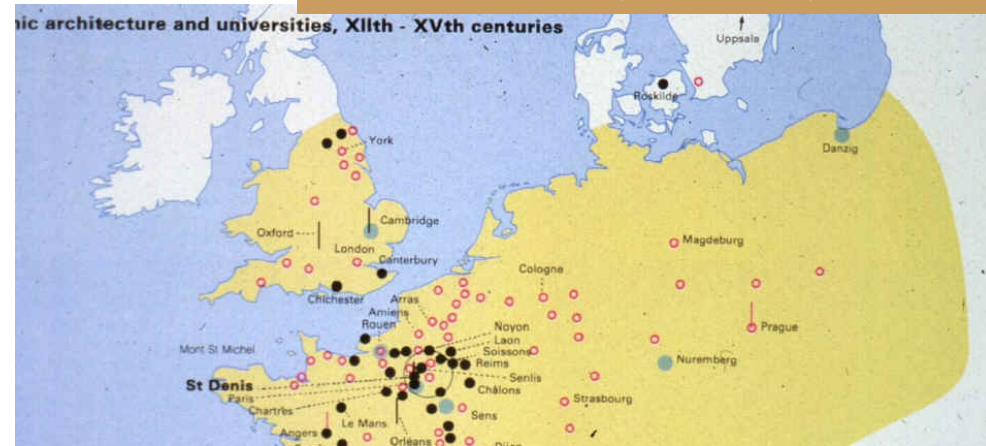 nic architecture and universities, XIIth - XVth centuries
Uppsala
Roskilde
York
Danzig
Cambridge
Oxford
London
Canterbury
Magdeburg
Cologne
Chichester
Arras
Amiens
Rouen
Noyon
Prague
Laon
Mont St Michel
Soissons
Reims
Nuremberg
St Denis
Senlis
Paris
Châlons
Chartres
Strasbourg
Sens
Le Mans
Angers
Orléans
Dijon